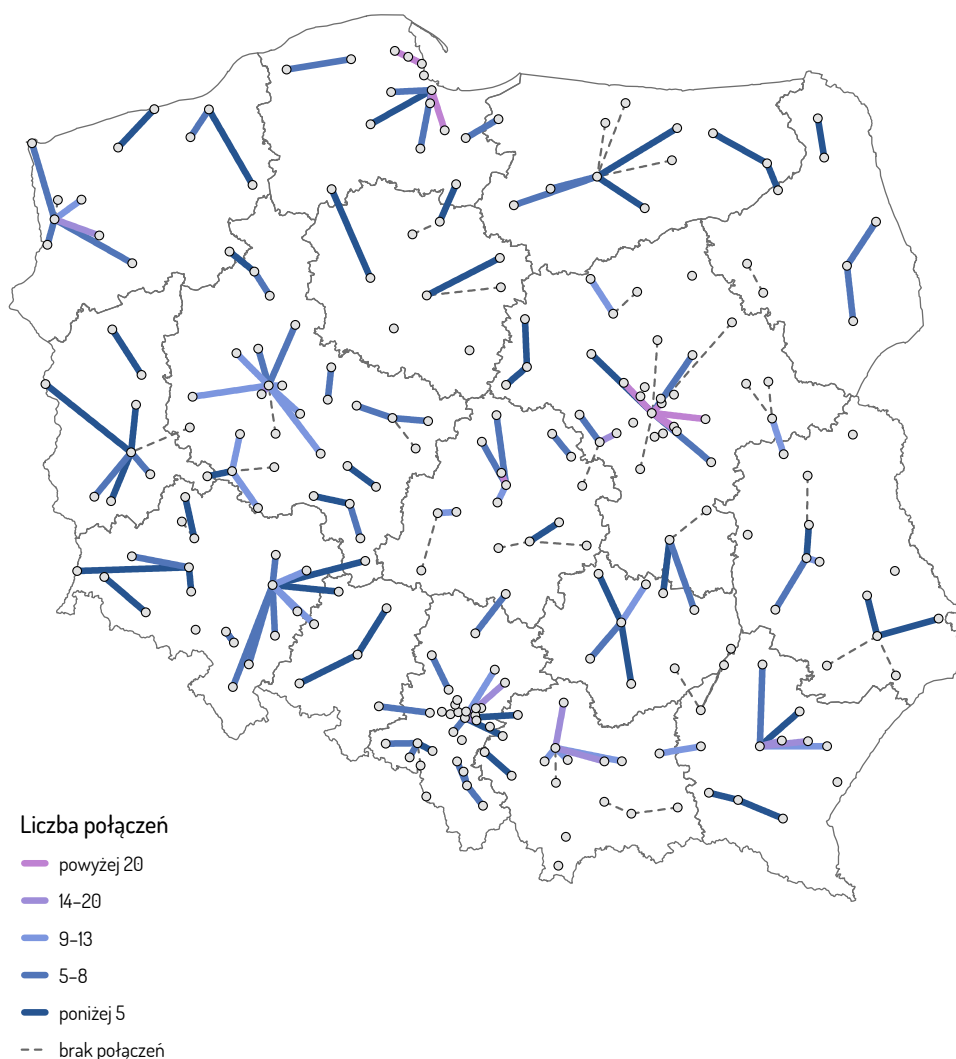 Liczba połączeń
powyżej 20
14–20
9–13
5–8
poniżej 5
brak połączeń